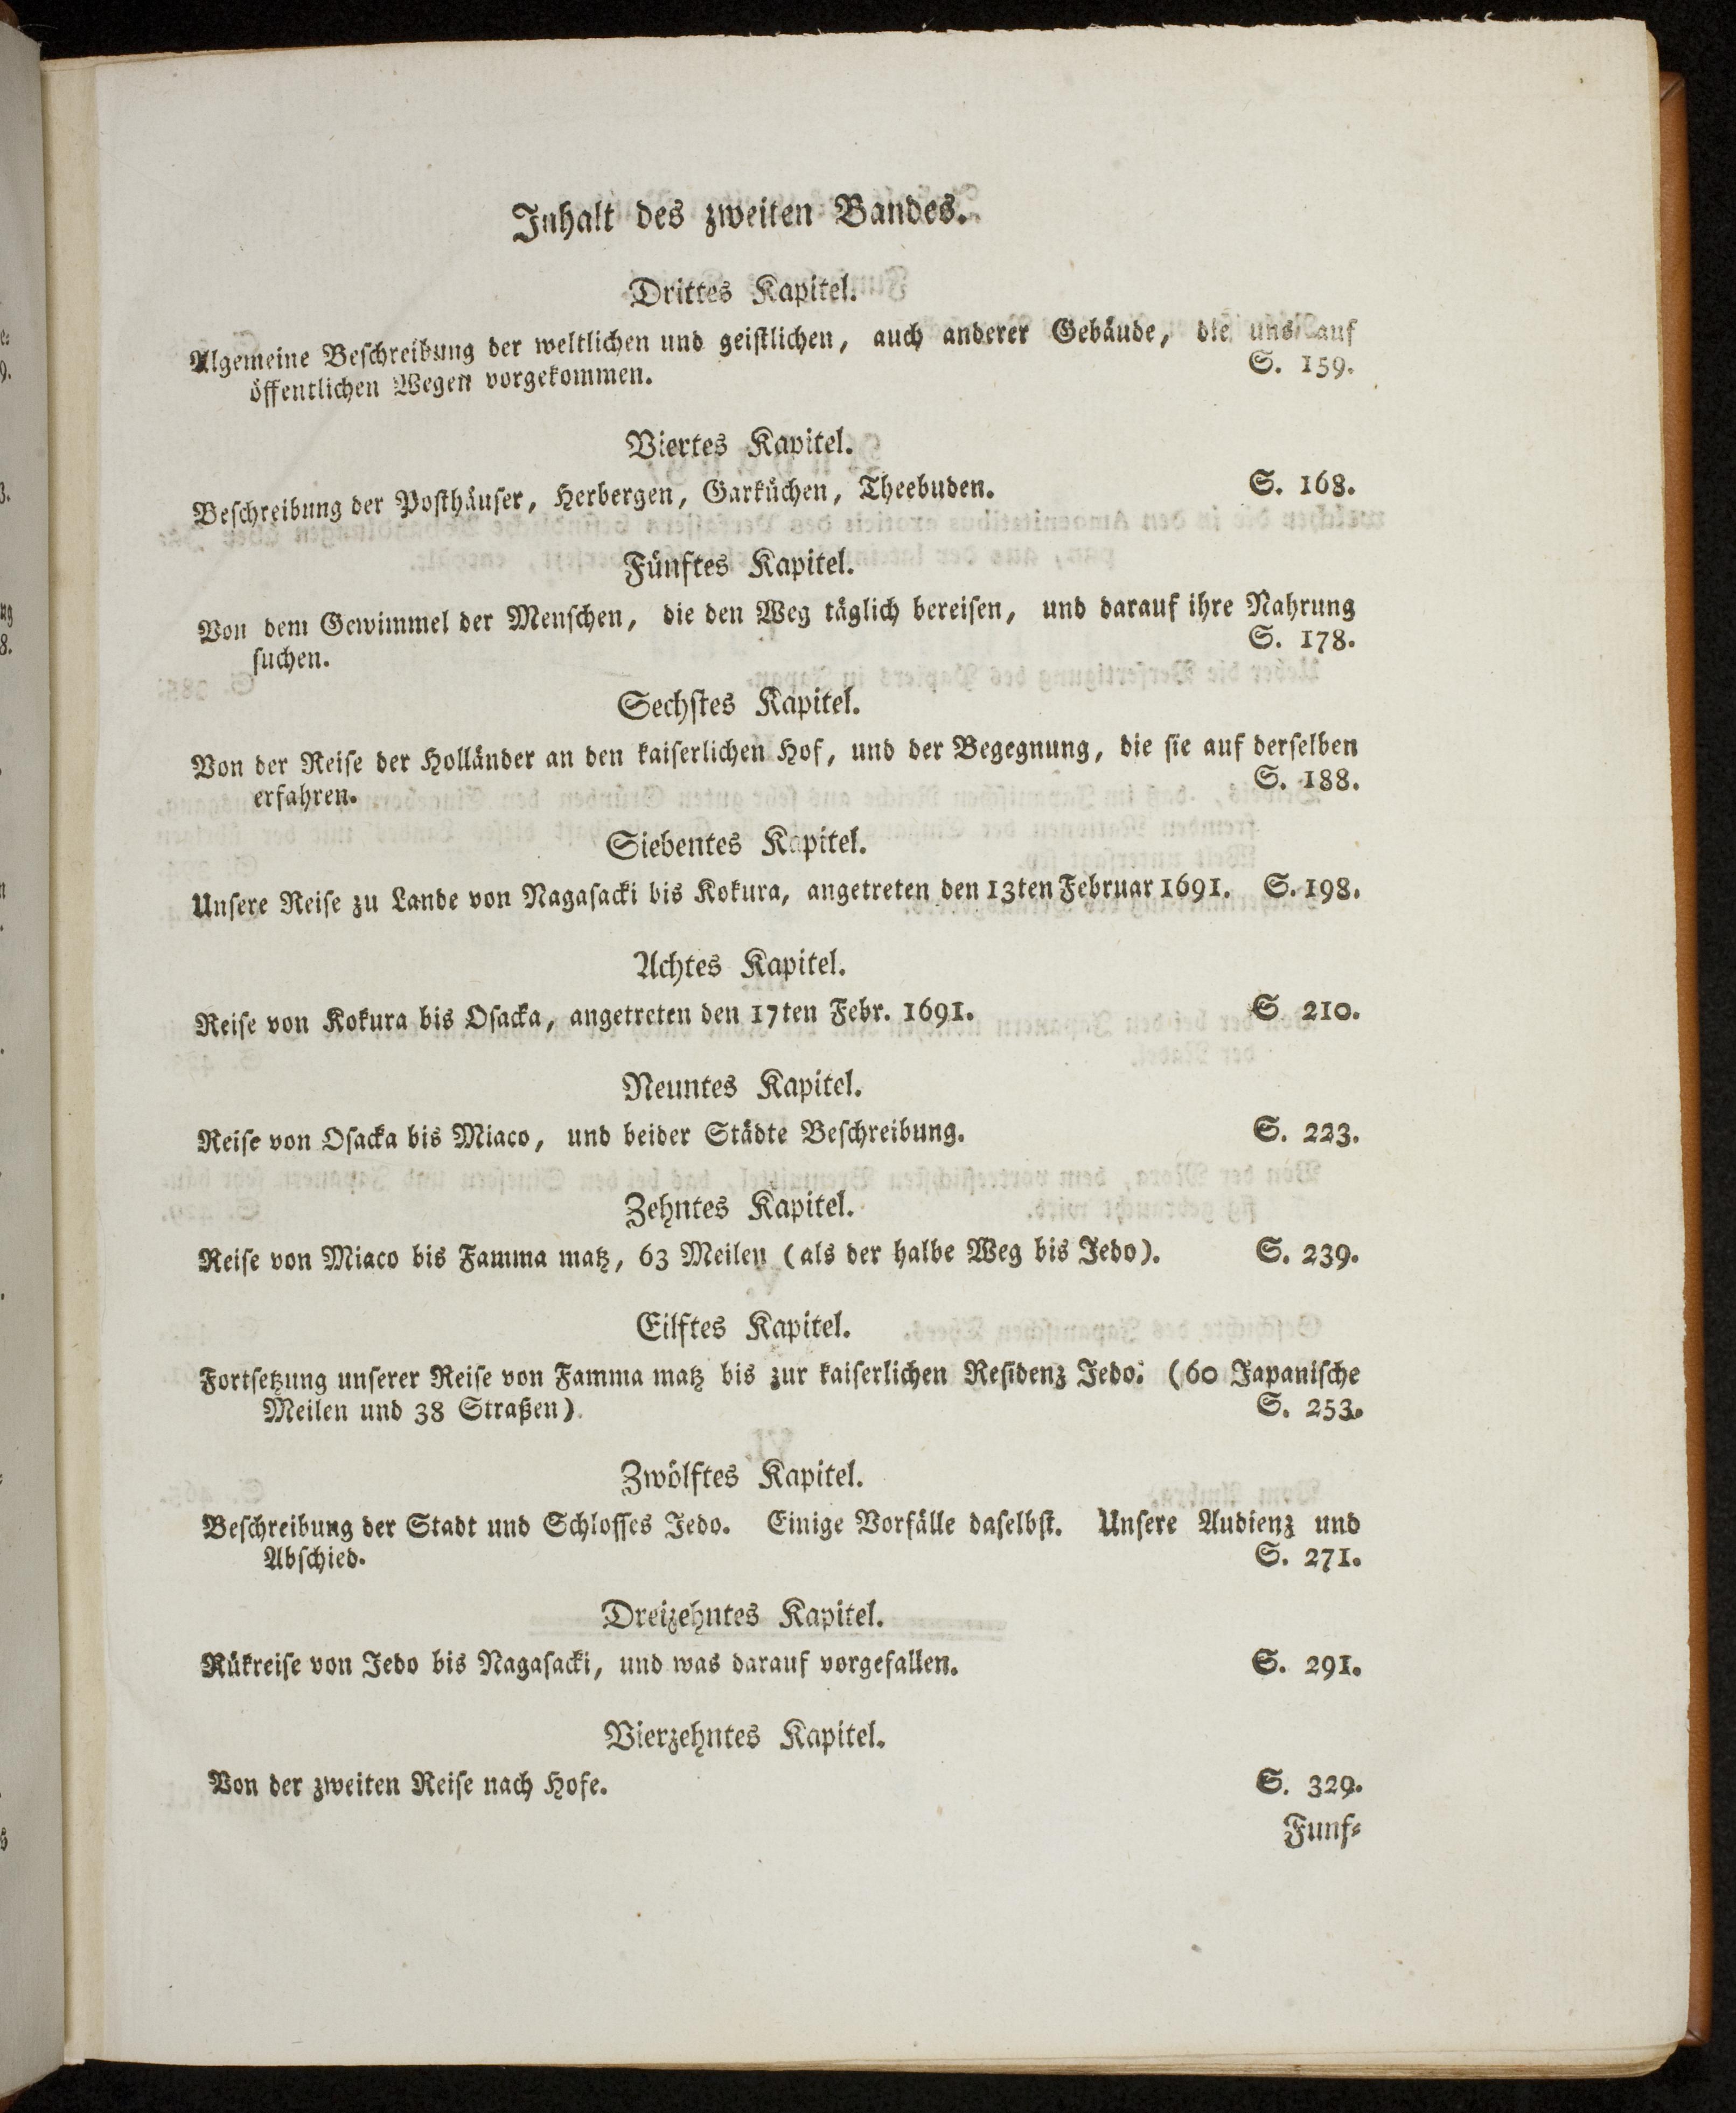 Inhalt des zweiten Bandes.
Drittes Kapitel.
Algemeine Beſchreibung der weltlichen und geiſtlichen, auch anderer Gebäude, die uns auf
öffentlichen Wegen vorgekommen. S. 159.
Viertes Kapitel.
Beſchreibung der Poſthäuſer, Herbergen, Garküchen, Theebuden. S. 168.
Fünftes Kapitel.
Von dem Gewimmel der Menſchen, die den Weg täglich bereiſen, und darauf ihre Nahrung
ſuchen. S. 178.
Sechſtes Kapitel.
Von der Reiſe der Holländer an den kaiſerlichen Hof, und der Begegnung, die ſie auf derſelben
erfahren. S. 188.
Siebentes Kapitel.
Unſere Reiſe zu Lande von Nagaſacki bis Kokura, angetreten den 13ten Februar 1691. S. 198.
Achtes Kapitel.
Reiſe von Kokura bis Oſacka, angetreten den 17ten Febr. 1691. S 210.
Neuntes Kapitel.
Reiſe von Oſacka bis Miaco, und beider Städte Beſchreibung. S. 223.
Zehntes Kapitel.
Reiſe von Miaco bis Famma matz, 63 Meilen (als der halbe Weg bis Jedo). S. 239.
Eilftes Kapitel.
Fortſetzung unſerer Reiſe von Famma matz bis zur kaiſerlichen Reſidenz Jedo. (60 Japaniſche
Meilen und 38 Straßen). S. 253.
Zwölftes Kapitel.
Beſchreibung der Stadt und Schloſſes Jedo. Einige Vorfälle daſelbſt. Unſere Audienz und
Abſchied. S. 271.
Dreizehntes Kapitel.
Rükreiſe von Jedo bis Nagaſacki, und was darauf vorgefallen. S. 291.
Vierzehntes Kapitel.
Von der zweiten Reiſe nach Hofe. S. 329.
Funf-